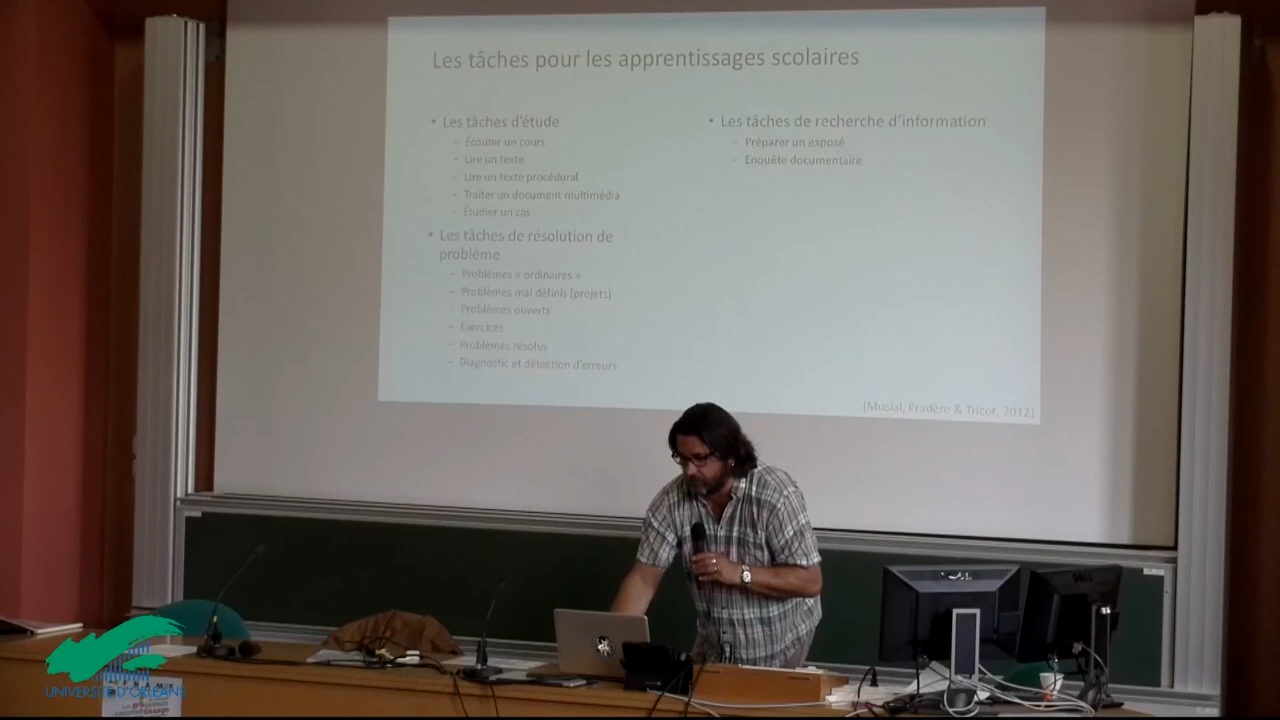 Les tâches pour les apprentissages scolaires
• Les tâches d'étude
– Écouter un cours
– Lire un texte
– Lire un texte procédural
– Traiter un document multimédia
– Étudier un cas
• Les tâches de résolution de
problème
– Problèmes « ordinaires »
– Problèmes mal définis (projets)
– Problèmes ouverts
– Exercices
– Problèmes résolus
– Diagnostic et détection d'erreurs
• Les tâches de recherche d'information
– Préparer un exposé
– Enquête documentaire
(Musial, Pradère & Tricot, 2012)
DELL
UNIVERSITÉ D'ORLÉANS